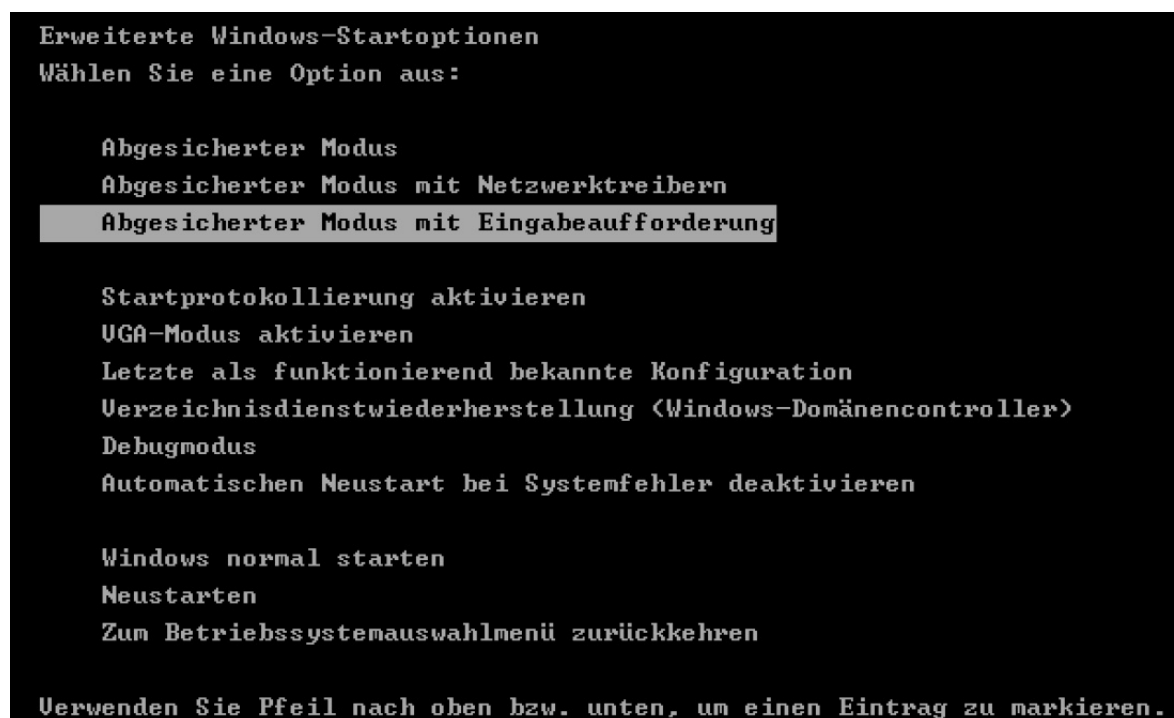 Erweiterte Windows-Startoptionen
Wählen Sie eine Option aus:
Abgesicherter Modus
Abgesicherter Modus mit Netzwerktreibern
Abgesicherter Modus mit Eingabeaufforderung
Startprotokollierung aktivieren
VGA-Modus aktivieren
Letzte als funktionierend bekannte Konfiguration
Verzeichnisdienstwiederherstellung (Windows-Domänencontroller)
Debugmodus
Automatischen Neustart bei Systemfehler deaktivieren
Windows normal starten
Neustarten
Zum Betriebssystemauswahlmenü zurückkehren
Verwenden Sie Pfeil nach oben bzw. unten, um einen Eintrag zu markieren.